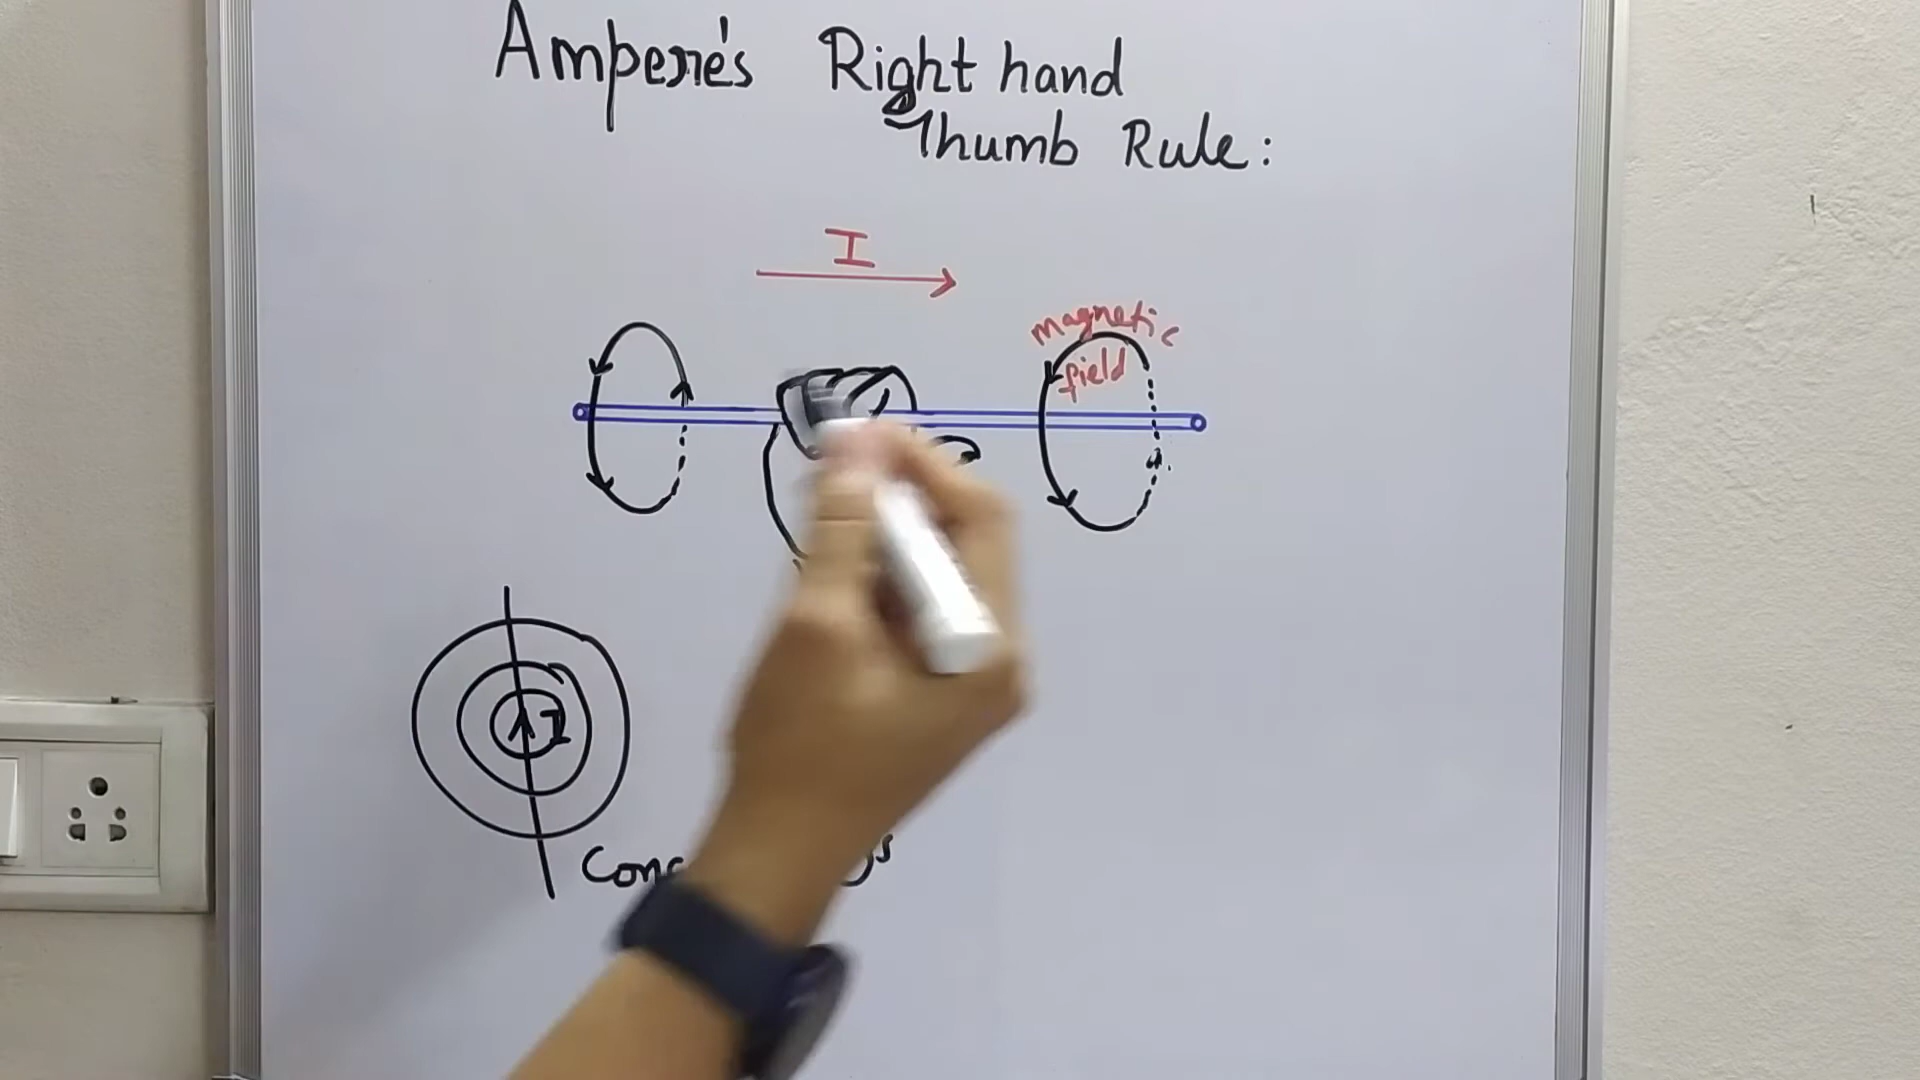 Ampere's Right hand
Thumb Rule:
I
magnetic
field
I